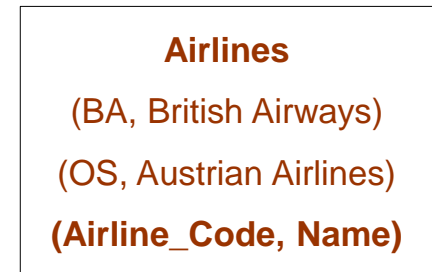 Airlines
(BA, British Airways)
(OS, Austrian Airlines)
(Airline_Code, Name)